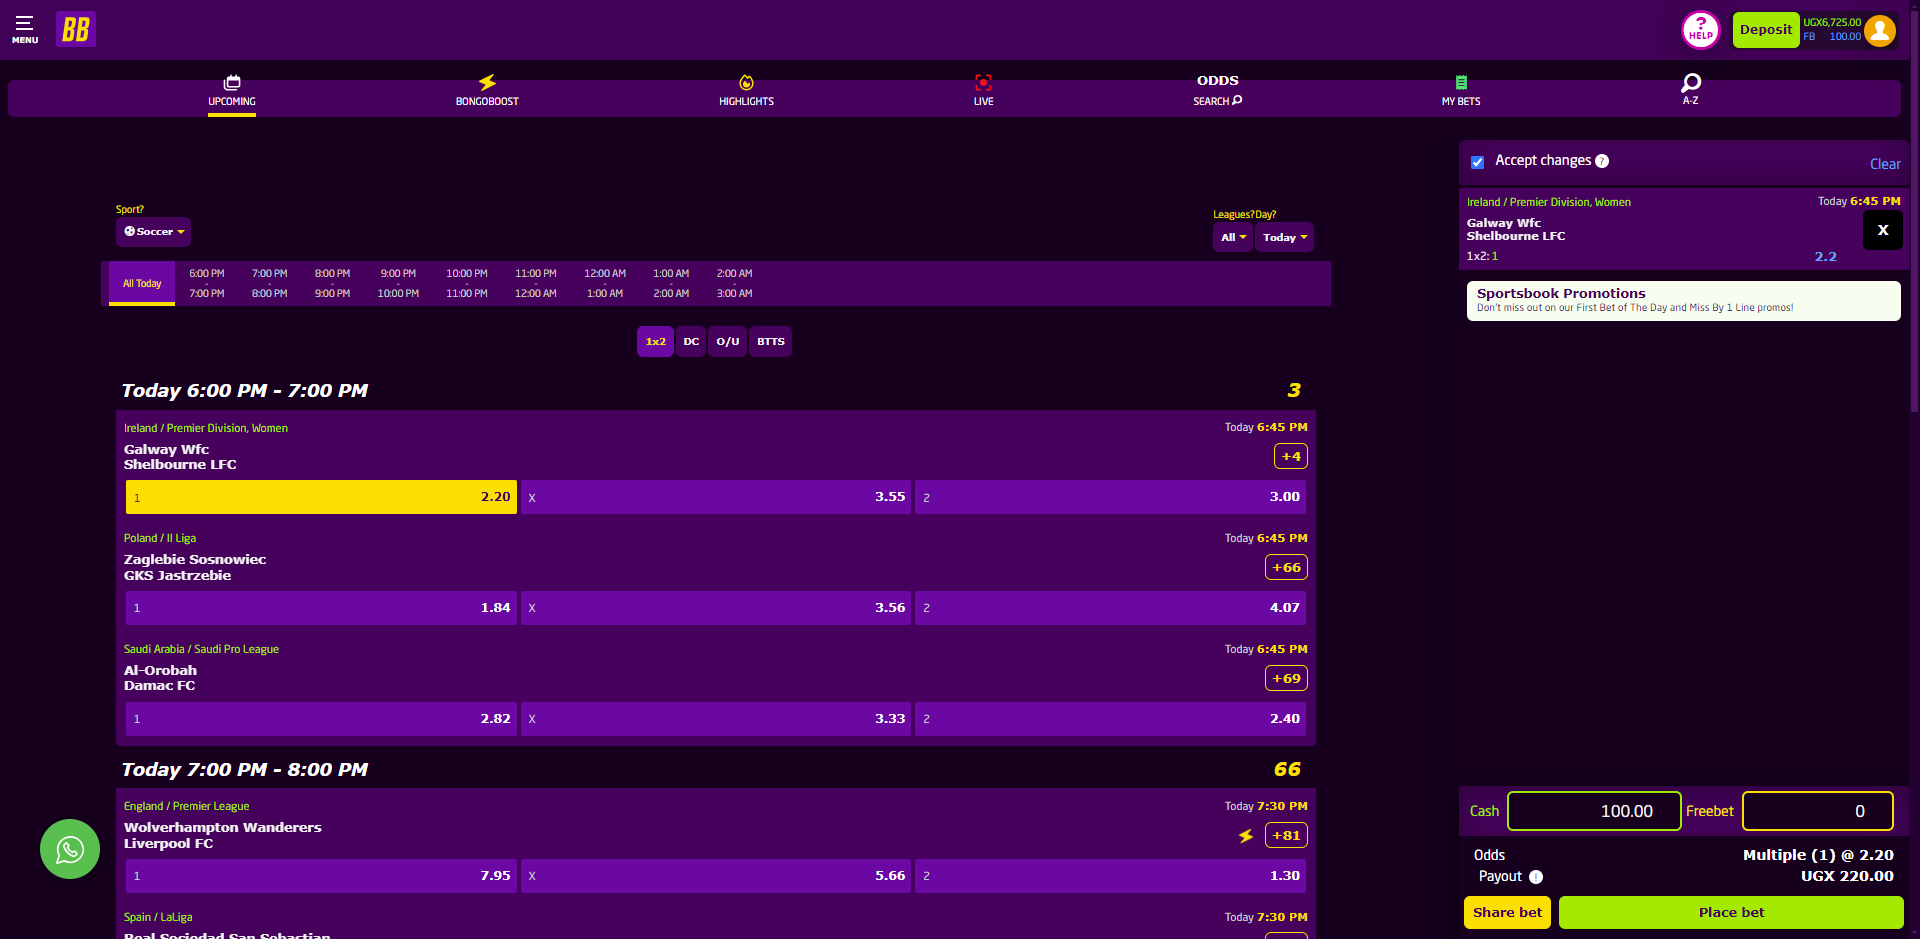 MENU
BB
?
HELP
Deposit
UGX6,725.00
FB 100.00
UPCOMING
BONGOBOOST
HIGHLIGHTS
LIVE
ODDS
SEARCH
MY BETS
A-Z
Sport?
Soccer
Leagues?
Day?
All
Today
All Today
6:00 PM - 7:00 PM
7:00 PM - 8:00 PM
8:00 PM - 9:00 PM
9:00 PM - 10:00 PM
10:00 PM - 11:00 PM
11:00 PM - 12:00 AM
12:00 AM - 1:00 AM
1:00 AM - 2:00 AM
2:00 AM - 3:00 AM
1x2 DC O/U BTTS
Today 6:00 PM - 7:00 PM 3
Ireland / Premier Division, Women Today 6:45 PM
Galway Wfc
Shelbourne LFC
+4
1 2.20 X 3.55 2 3.00
Poland / II Liga Today 6:45 PM
Zaglebie Sosnowiec
GKS Jastrzebie
+66
1 1.84 X 3.56 2 4.07
Saudi Arabia / Saudi Pro League Today 6:45 PM
Al-Orobah
Damac FC
+69
1 2.82 X 3.33 2 2.40
Today 7:00 PM - 8:00 PM 66
England / Premier League Today 7:30 PM
Wolverhampton Wanderers
Liverpool FC
+81
1 7.95 X 5.66 2 1.30
Spain / LaLiga Today 7:30 PM
Real Sociedad San Sebastian
Accept changes ?
Clear
Ireland / Premier Division, Women Today 6:45 PM
Galway Wfc
Shelbourne LFC
X
1x2: 1 2.2
Sportsbook Promotions
Don't miss out on our First Bet of The Day and Miss By 1 Line promos!
Cash 100.00 Freebet 0
Odds Multiple (1) @ 2.20
Payout ! UGX 220.00
Share bet Place bet